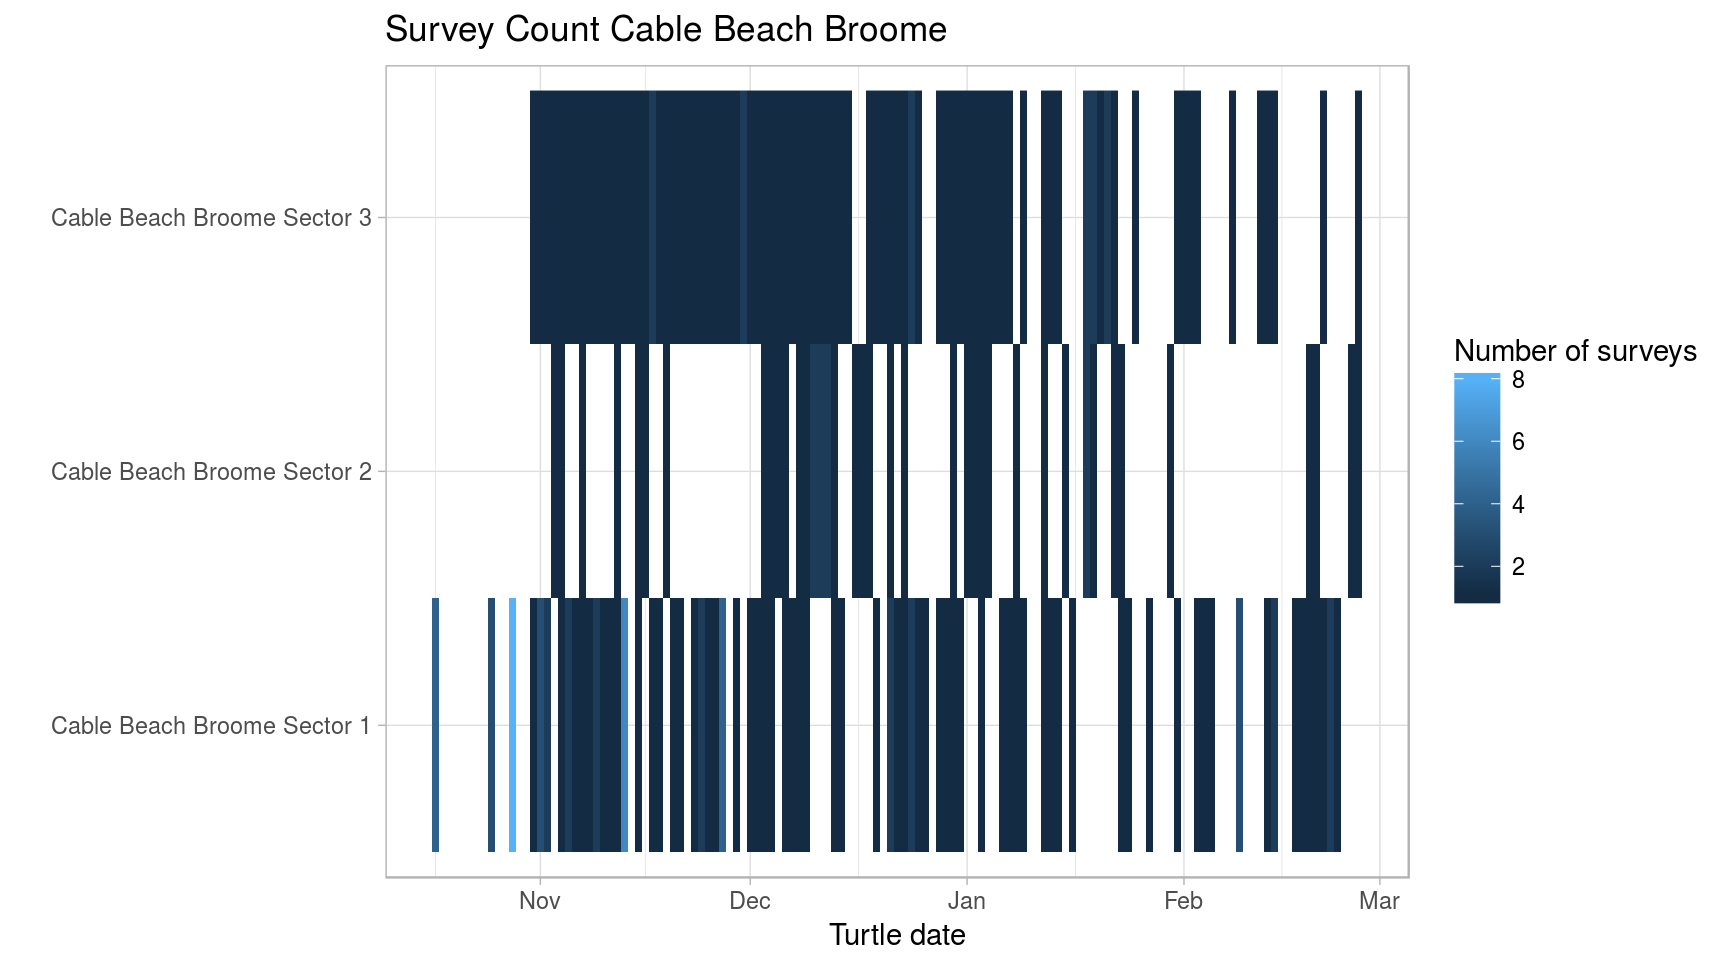 Survey Count Cable Beach Broome
Cable Beach Broome Sector 3
Cable Beach Broome Sector 2
Cable Beach Broome Sector 1
Nov
Dec
Jan
Feb
Mar
Turtle date
Number of surveys
8
6
4
2